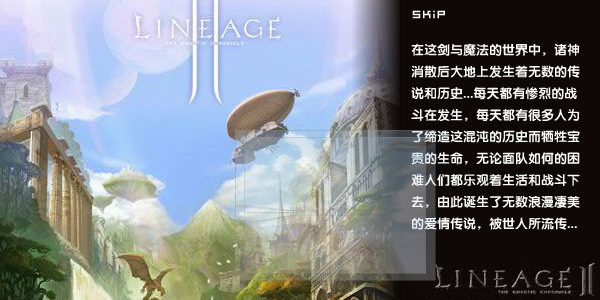 LINEAGE II
THE CHAOTIC CHRONICLE
SKIP
在这剑与魔法的世界中，诸神
消散后大地上发生着无数的传
说和历史...每天都有惨烈的战
斗在发生，每天都有很多人为
了缔造这混沌的历史而牺牲宝
贵的生命，无论面队如何的困
难人们都乐观着生活和战斗下
去，由此诞生了无数浪漫凄美
的爱情传说，被世人所流传...
LINEAGE II
THE CHAOTIC CHRONICLE